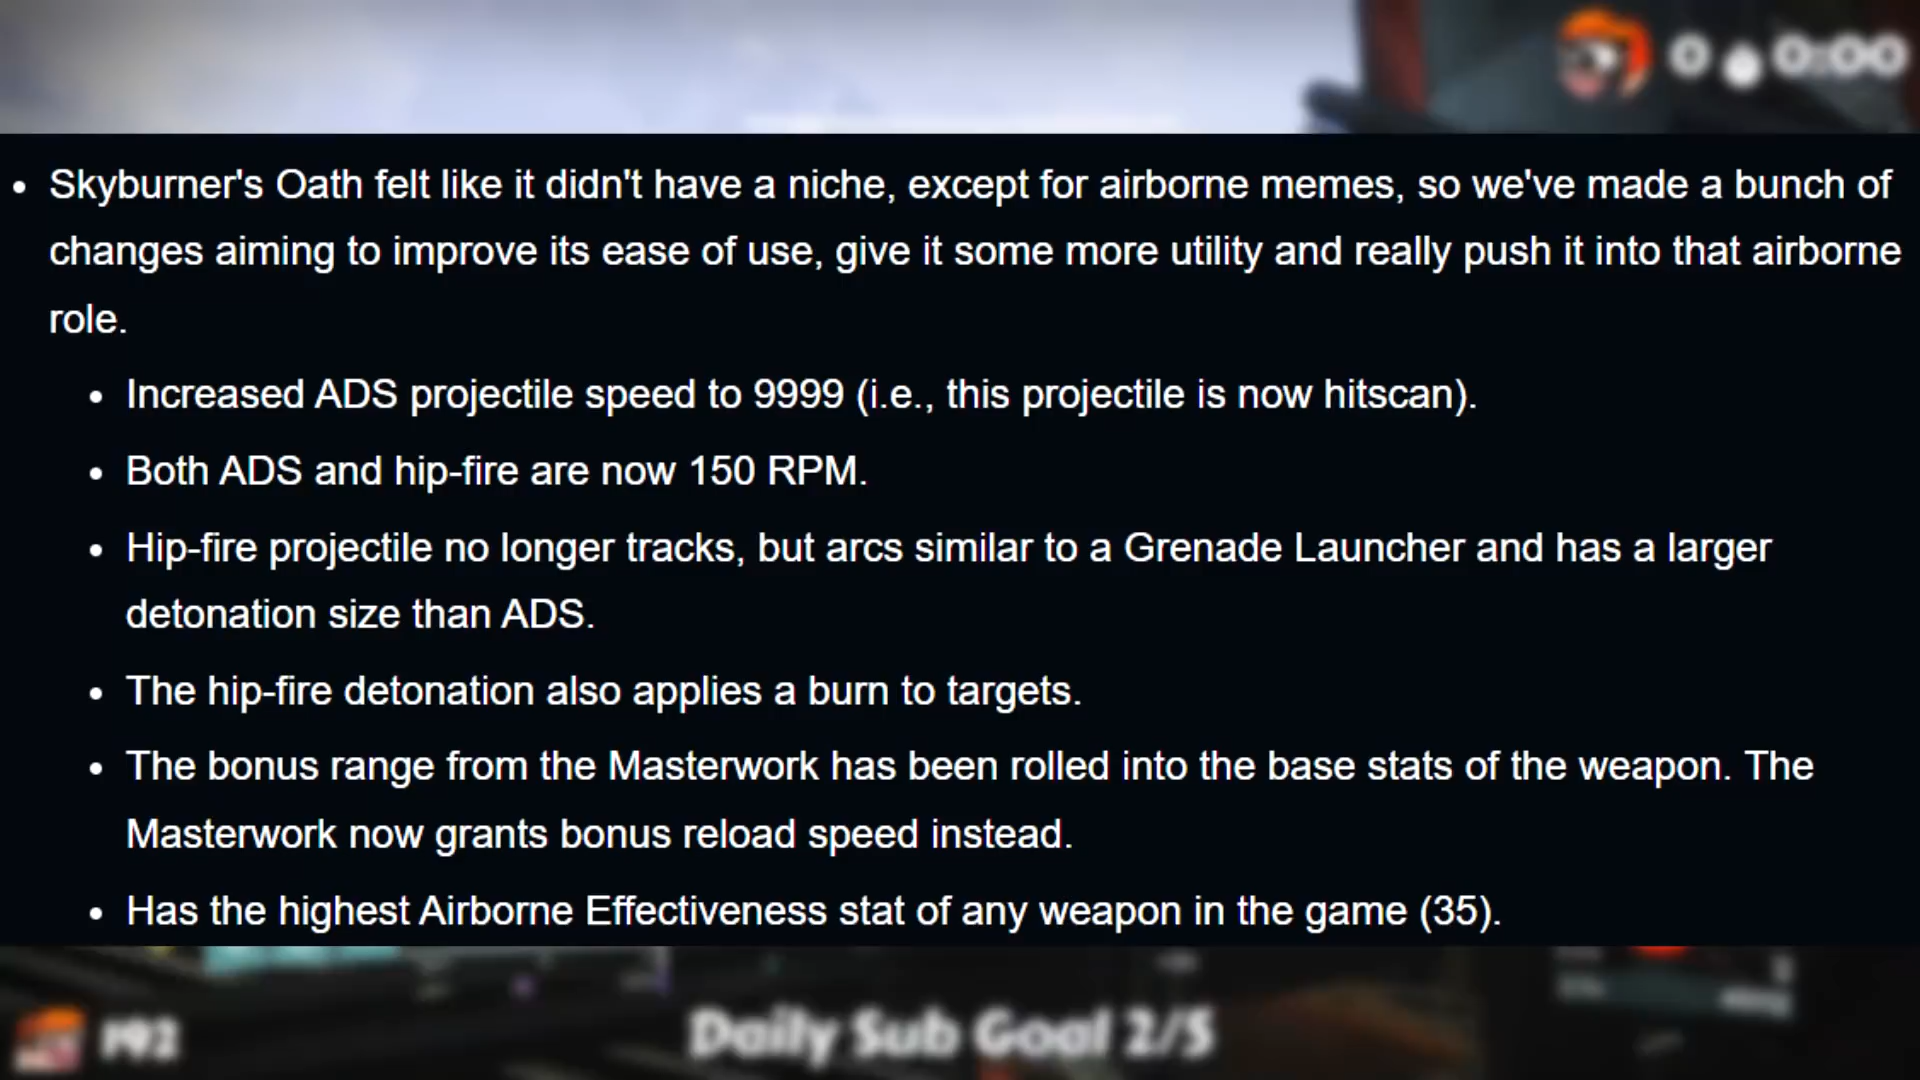 0 0:00
• Skyburner's Oath felt like it didn't have a niche, except for airborne memes, so we've made a bunch of
changes aiming to improve its ease of use, give it some more utility and really push it into that airborne
role.
• Increased ADS projectile speed to 9999 (i.e., this projectile is now hitscan).
• Both ADS and hip-fire are now 150 RPM.
• Hip-fire projectile no longer tracks, but arcs similar to a Grenade Launcher and has a larger
detonation size than ADS.
• The hip-fire detonation also applies a burn to targets.
• The bonus range from the Masterwork has been rolled into the base stats of the weapon. The
Masterwork now grants bonus reload speed instead.
• Has the highest Airborne Effectiveness stat of any weapon in the game (35).
192 Daily Sub Goal 2/5